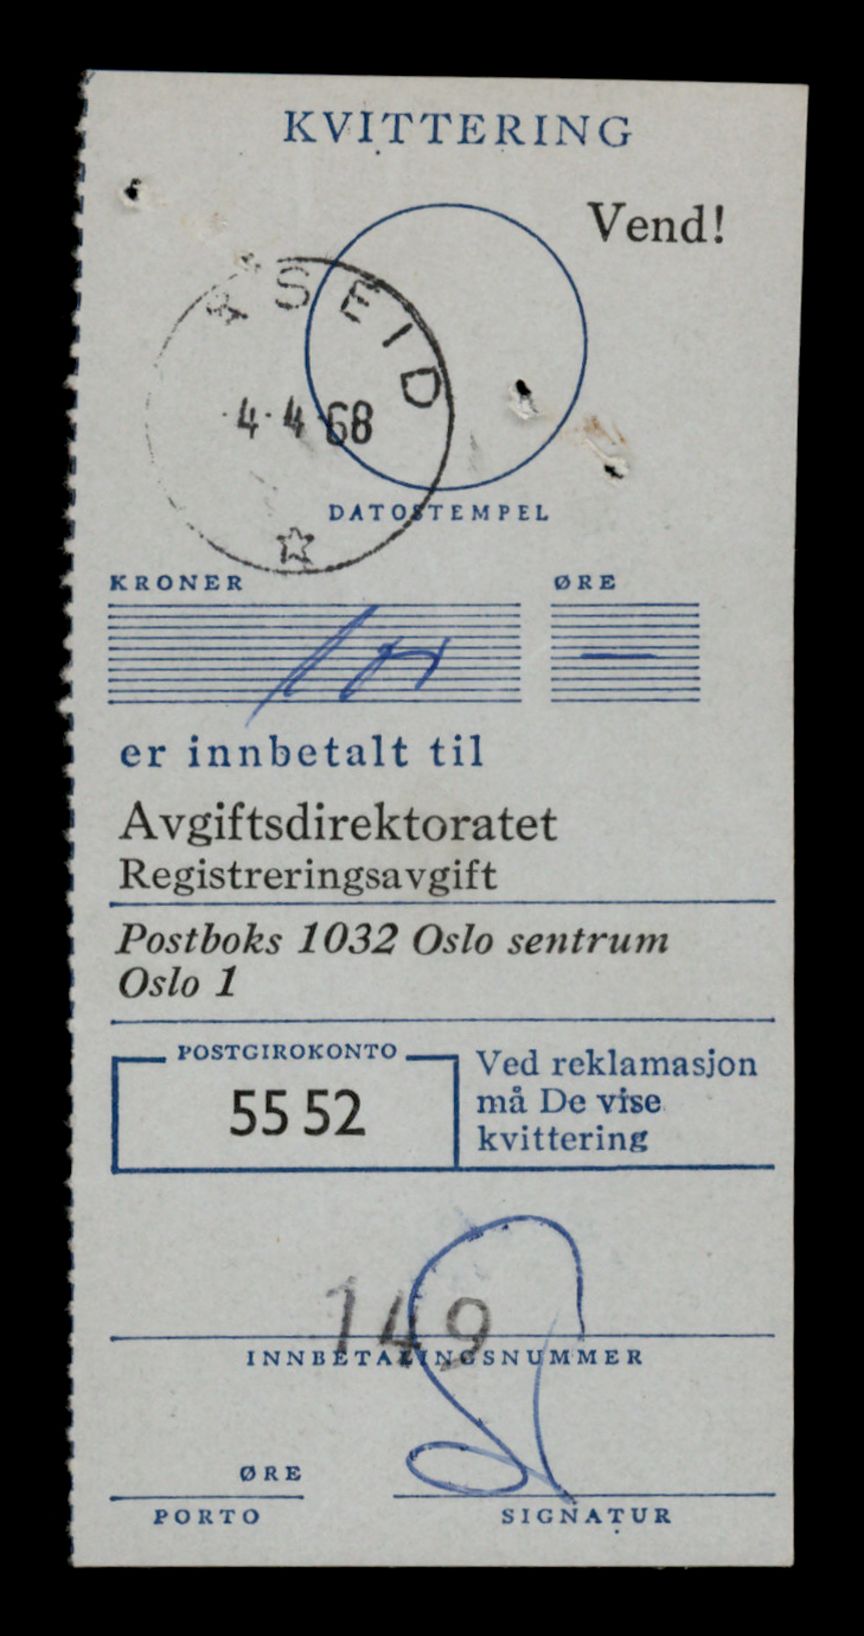 KVITTERING
Vend!
ÅSEID
4.4.68
DATOSTEMPEL
KRONER ØRE
—
er innbetalt til
Avgiftsdirektoratet
Registreringsavgift
Postboks 1032 Oslo sentrum
Oslo 1
POSTGIROKONTO
55 52
Ved reklamasjon
må De vise
kvittering
149
INNBETALINGSNUMMER
ØRE
PORTO
SIGNATUR